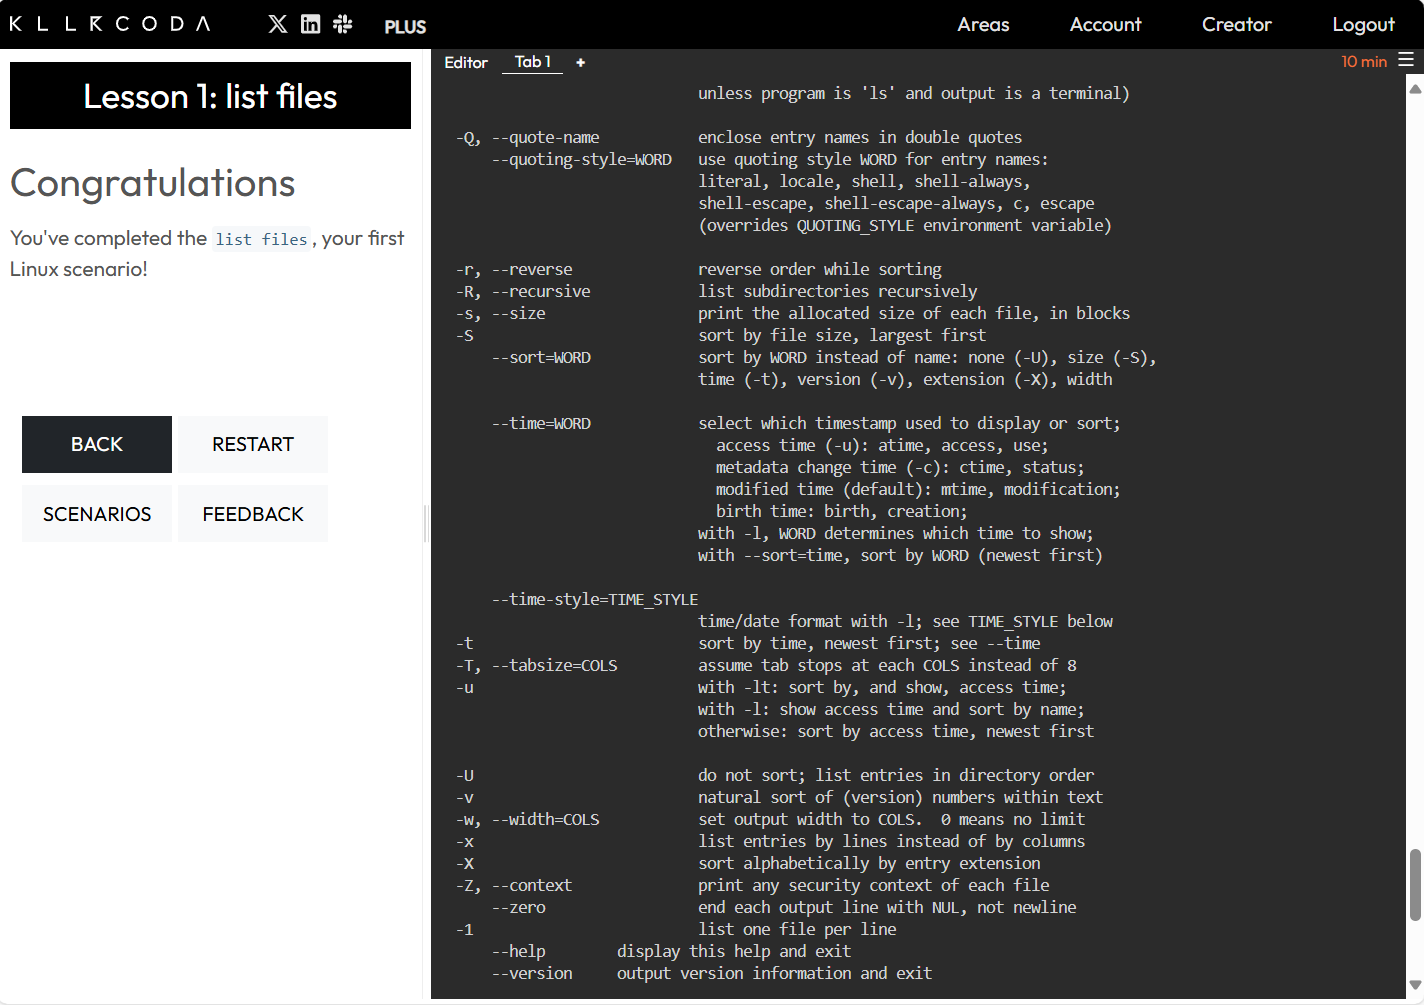 KLLRCODA PLUS Areas Account Creator Logout
Lesson 1: list files
Congratulations
You've completed the list files, your first
Linux scenario!
BACK RESTART
SCENARIOS FEEDBACK
Editor Tab 1 + 10 min
unless program is 'ls' and output is a terminal)
-Q, --quote-name enclose entry names in double quotes
--quoting-style=WORD use quoting style WORD for entry names:
literal, locale, shell, shell-always,
shell-escape, shell-escape-always, c, escape
(overrides QUOTING_STYLE environment variable)
-r, --reverse reverse order while sorting
-R, --recursive list subdirectories recursively
-s, --size print the allocated size of each file, in blocks
-S sort by file size, largest first
--sort=WORD sort by WORD instead of name: none (-U), size (-S),
time (-t), version (-v), extension (-X), width
--time=WORD select which timestamp used to display or sort;
access time (-u): atime, access, use;
metadata change time (-c): ctime, status;
modified time (default): mtime, modification;
birth time: birth, creation;
with -l, WORD determines which time to show;
with --sort=time, sort by WORD (newest first)
--time-style=TIME_STYLE
time/date format with -l; see TIME_STYLE below
-t sort by time, newest first; see --time
-T, --tabsize=COLS assume tab stops at each COLS instead of 8
-u with -lt: sort by, and show, access time;
with -l: show access time and sort by name;
otherwise: sort by access time, newest first
-U do not sort; list entries in directory order
-v natural sort of (version) numbers within text
-w, --width=COLS set output width to COLS.  0 means no limit
-x list entries by lines instead of by columns
-X sort alphabetically by entry extension
-Z, --context print any security context of each file
--zero end each output line with NUL, not newline
-1 list one file per line
--help display this help and exit
--version output version information and exit